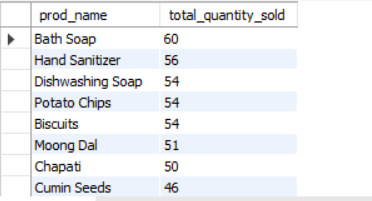 prod_name total_quantity_sold
Bath Soap 60
Hand Sanitizer 56
Dishwashing Soap 54
Potato Chips 54
Biscuits 54
Moong Dal 51
Chapati 50
Cumin Seeds 46